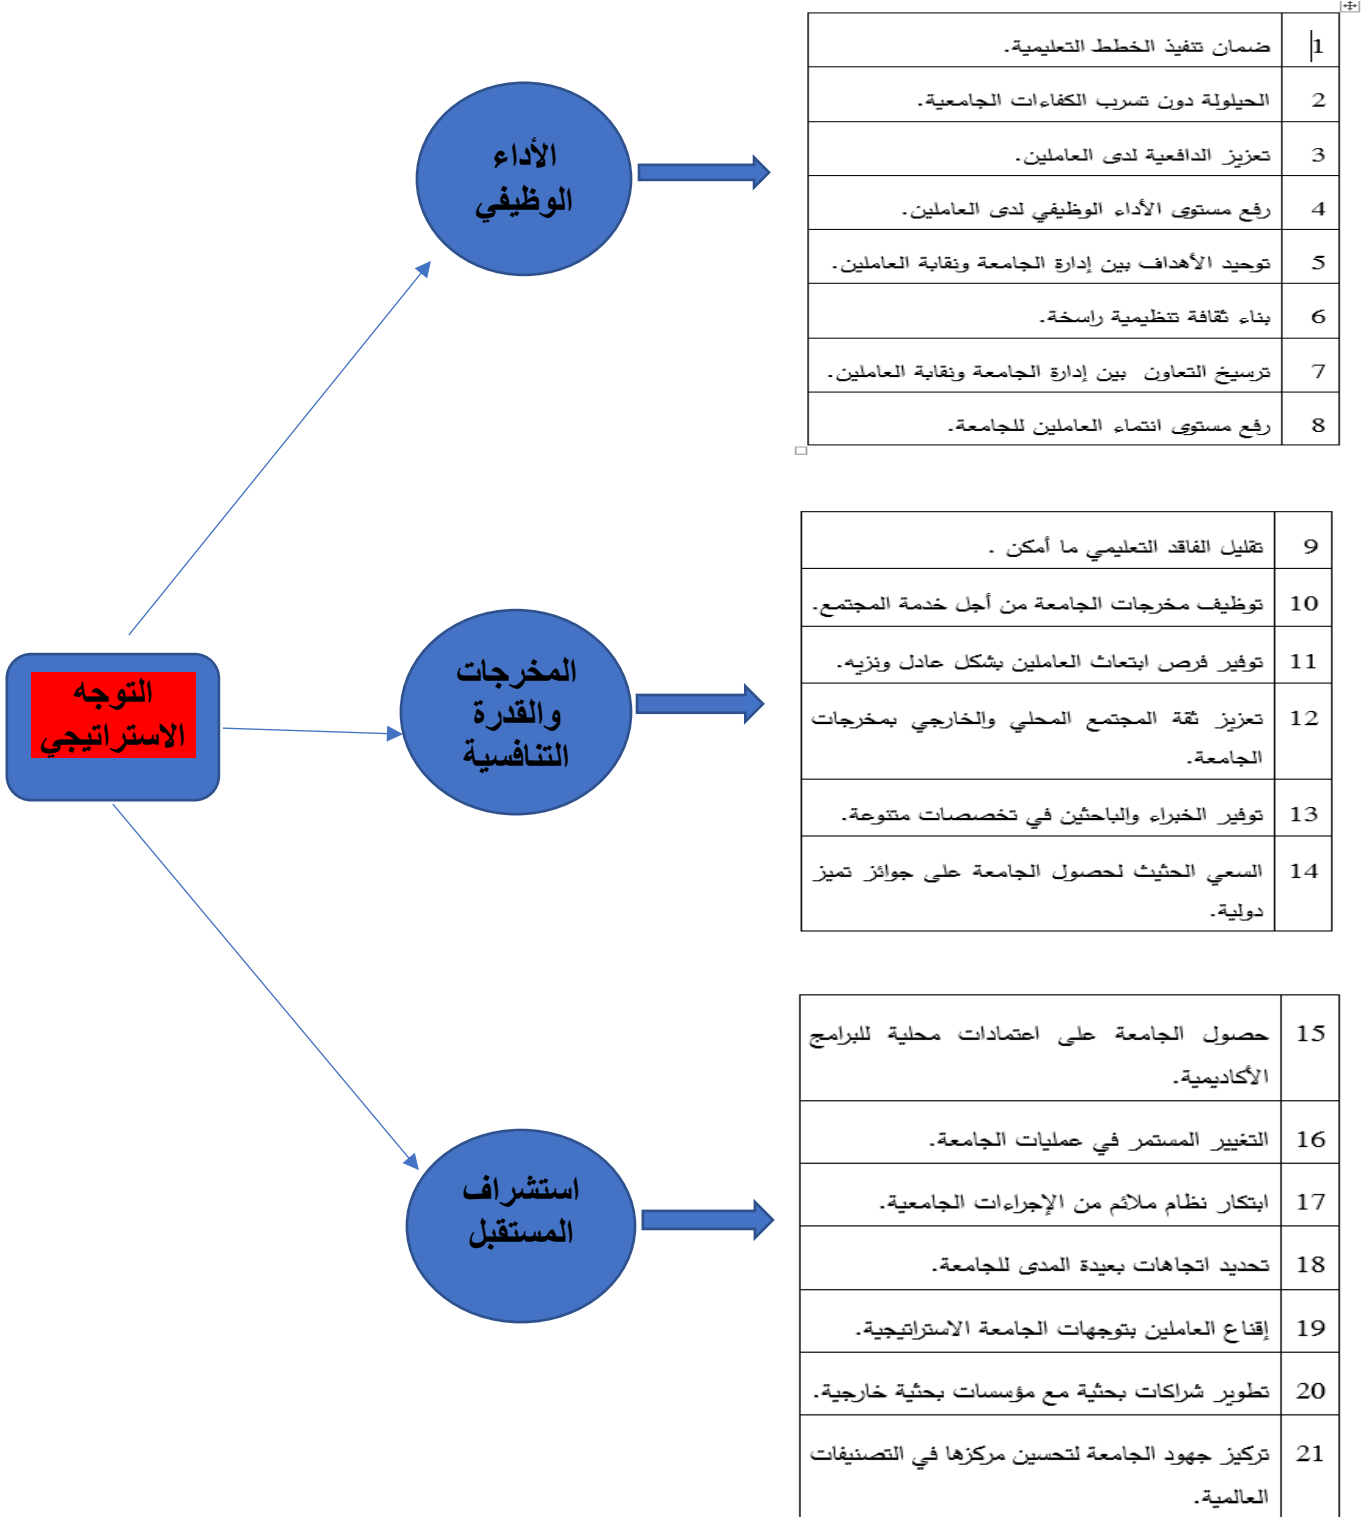 التوجه
الاستراتيجي
الأداء
الوظيفي
1 ضمان تنفيذ الخطط التعليمية.
2 الحيلولة دون تسرب الكفاءات الجامعية.
3 تعزيز الدافعية لدى العاملين.
4 رفع مستوى الأداء الوظيفي لدى العاملين.
5 توحيد الأهداف بين إدارة الجامعة ونقابة العاملين.
6 بناء ثقافة تنظيمية راسخة.
7 ترسيخ التعاون بين إدارة الجامعة ونقابة العاملين.
8 رفع مستوى انتماء العاملين للجامعة.
المخرجات
والقدرة
التنافسية
9 تقليل الفاقد التعليمي ما أمكن .
10 توظيف مخرجات الجامعة من أجل خدمة المجتمع.
11 توفير فرص ابتعاث العاملين بشكل عادل ونزيه.
12 تعزيز ثقة المجتمع المحلي والخارجي بمخرجات
الجامعة.
13 توفير الخبراء والباحثين في تخصصات متنوعة.
14 السعي الحثيث لحصول الجامعة على جوائز تميز
دولية.
استشراف
المستقبل
15 حصول الجامعة على اعتمادات محلية للبرامج
الأكاديمية.
16 التغيير المستمر في عمليات الجامعة.
17 ابتكار نظام ملائم من الإجراءات الجامعية.
18 تحديد اتجاهات بعيدة المدى للجامعة.
19 إقناع العاملين بتوجهات الجامعة الاستراتيجية.
20 تطوير شراكات بحثية مع مؤسسات بحثية خارجية.
21 تركيز جهود الجامعة لتحسين مركزها في التصنيفات
العالمية.